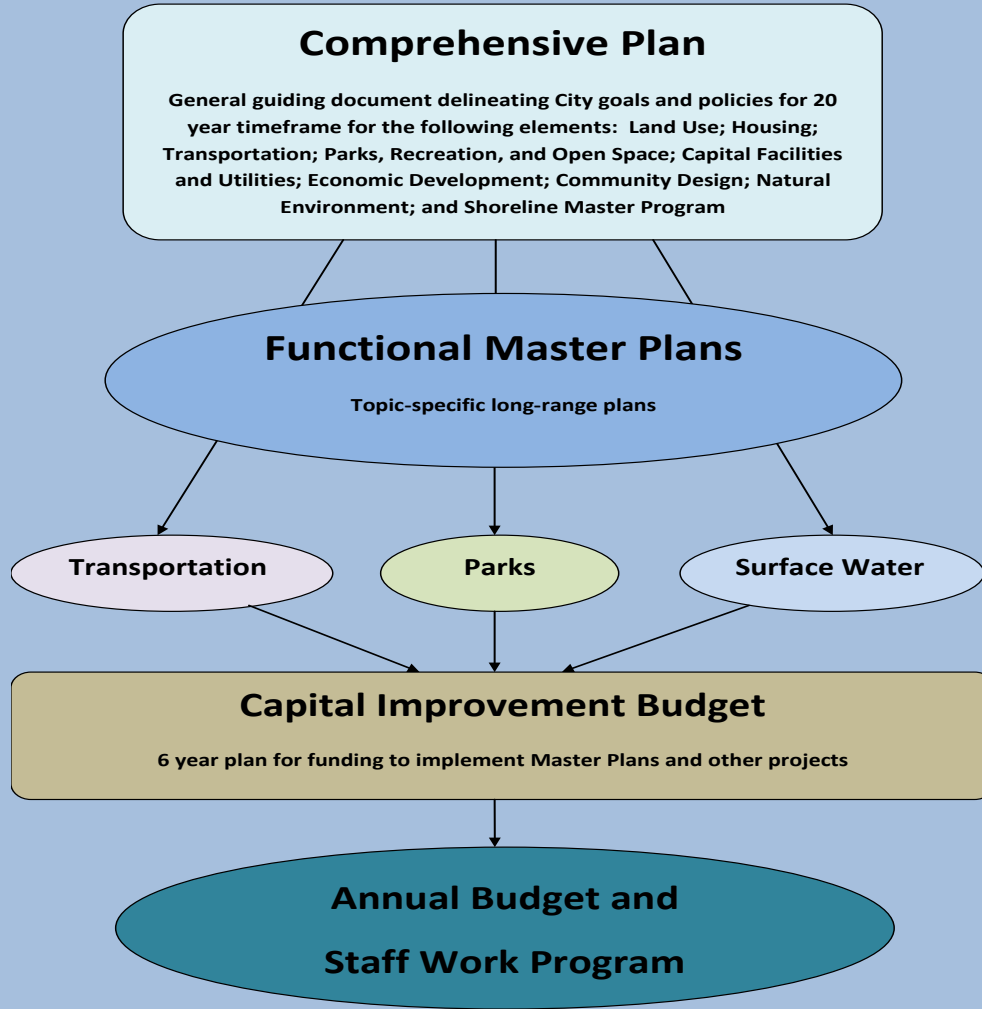 Comprehensive Plan
General guiding document delineating City goals and policies for 20
year timeframe for the following elements:  Land Use; Housing;
Transportation; Parks, Recreation, and Open Space; Capital Facilities
and Utilities; Economic Development; Community Design; Natural
Environment; and Shoreline Master Program
Functional Master Plans
Topic-specific long-range plans
Transportation
Parks
Surface Water
Capital Improvement Budget
6 year plan for funding to implement Master Plans and other projects
Annual Budget and
Staff Work Program